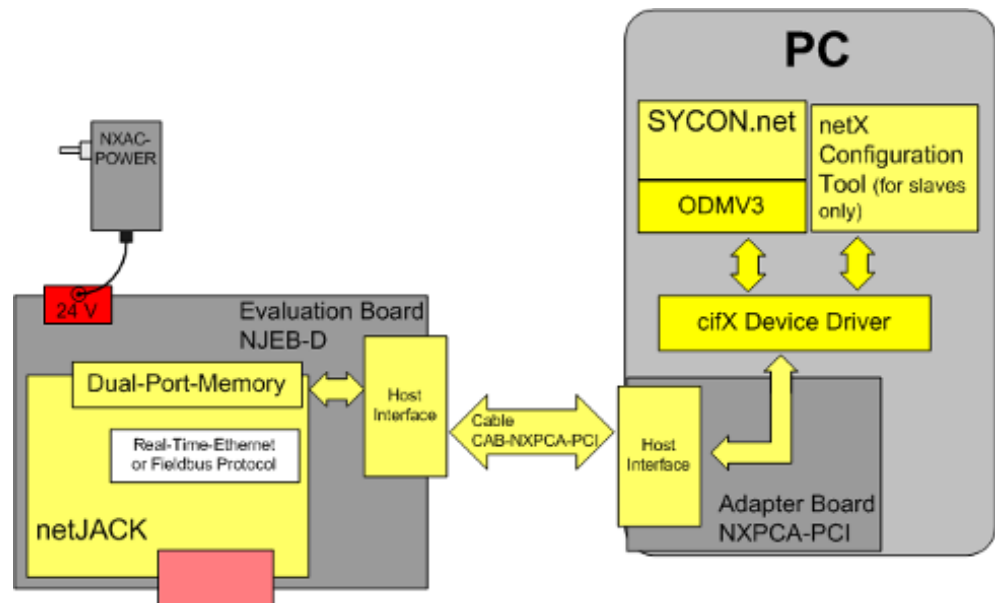 PC
SYCON.net
ODMV3
netX
Configuration
Tool (for slaves
only)
NXAC-
POWER
24 V
Evaluation Board
NJEB-D
cifX Device Driver
Dual-Port-Memory
Host
Interface
Cable
CAB-NXPCA-PCI
Host
Interface
Real-Time-Ethernet
or Fieldbus Protocol
netJACK
Adapter Board
NXPCA-PCI